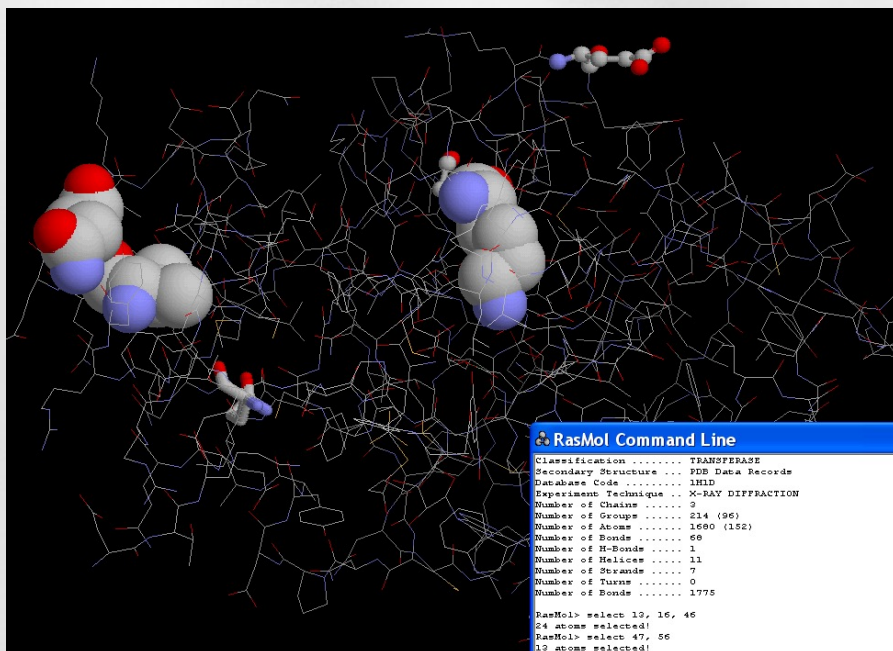 RasMol Command Line
Classification ........ TRANSFERASE
Secondary Structure ... PDB Data Records
Database Code ......... 1H1D
Experiment Technique .. X-RAY DIFFRACTION
Number of Chains ...... 3
Number of Groups ...... 214 (96)
Number of Atoms ....... 1680 (152)
Number of Bonds ....... 68
Number of H-Bonds ..... 1
Number of Helices ..... 11
Number of Strands ..... 7
Number of Turns ....... 0
Number of Bonds ....... 1775
RasMol> select 13, 16, 46
24 atoms selected!
RasMol> select 47, 56
13 atoms selected!